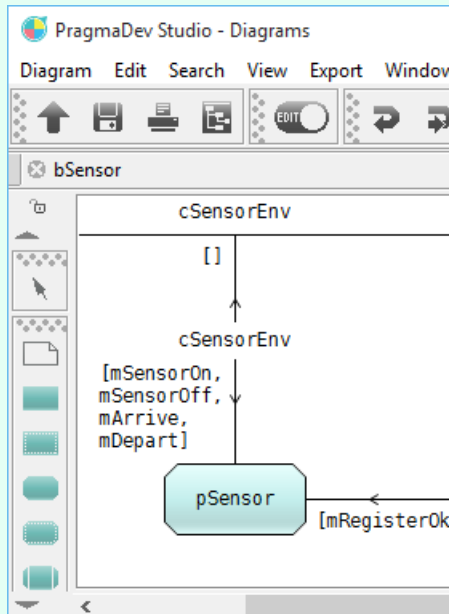 PragmaDev Studio - Diagrams
Diagram Edit Search View Export Window
EDIT
bSensor
cSensorEnv
[]
cSensorEnv
[mSensorOn,
mSensorOff,
mArrive,
mDepart]
pSensor
[mRegisterOk